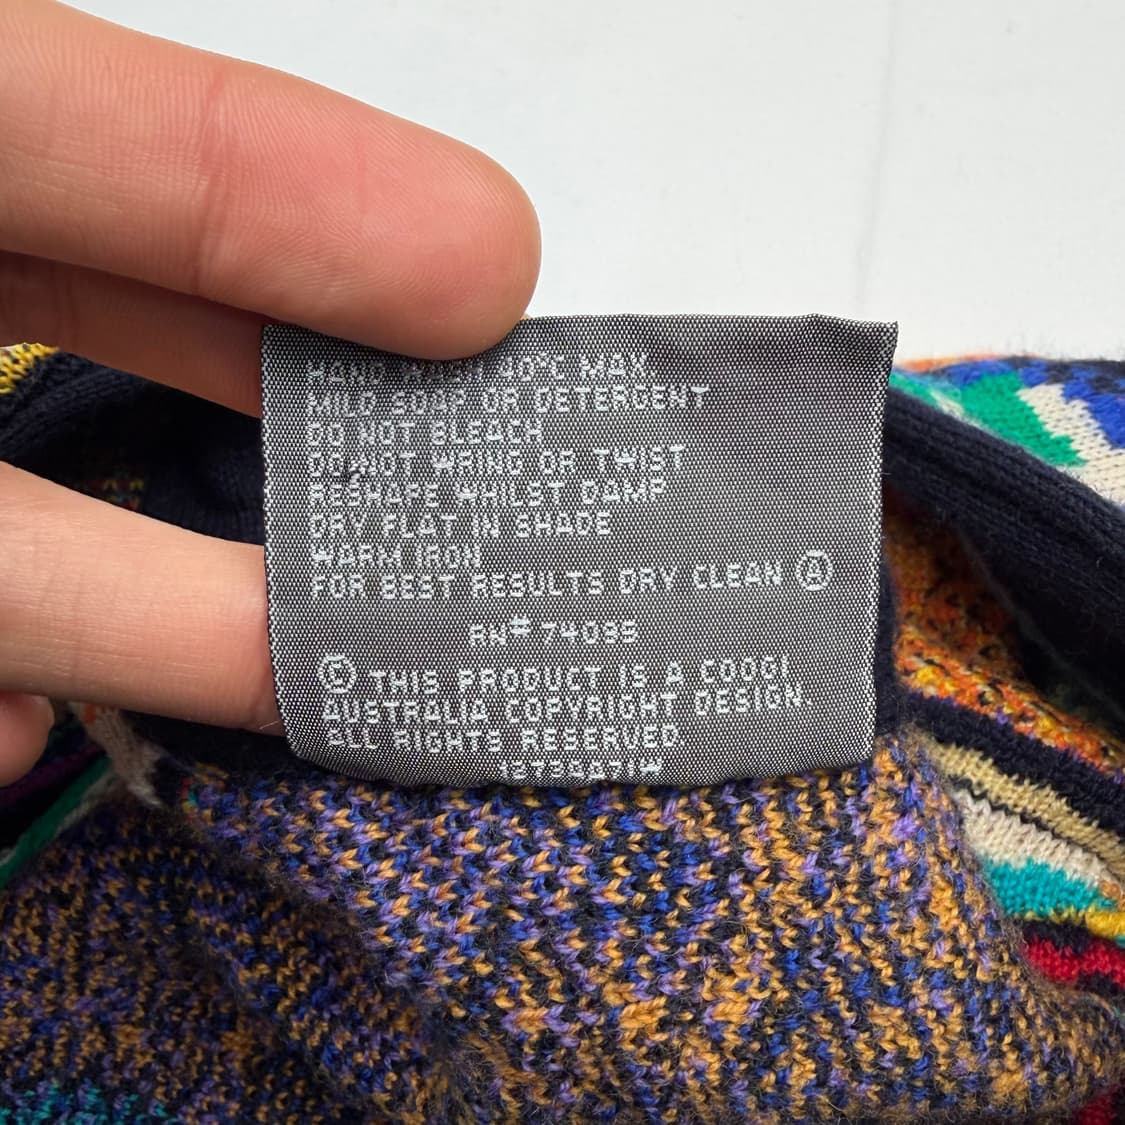 HAND WASH 40°C MAX
MILD SOAP OR DETERGENT
DO NOT BLEACH
DO NOT WRING OR TWIST
RESHAPE WHILST DAMP
DRY FLAT IN SHADE
WARM IRON
FOR BEST RESULTS DRY CLEAN Ⓐ
RN# 74035
© THIS PRODUCT IS A COOGI
AUSTRALIA COPYRIGHT DESIGN.
ALL RIGHTS RESERVED